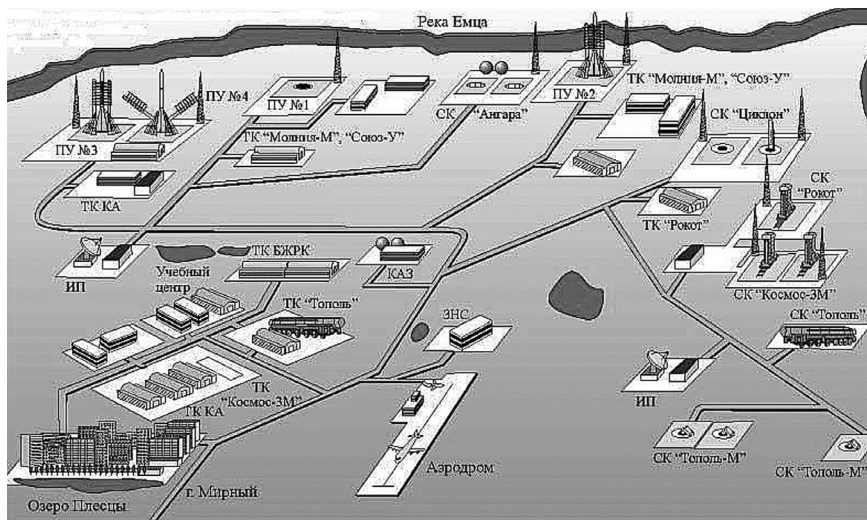 Река Емца
ПУ №4
ПУ №3
ПУ №1
ТК "Молния-М", "Союз-У"
СК "Ангара"
ПУ №2
ТК "Молния-М", "Союз-У"
СК "Циклон"
ТК КА
СК
"Рокот"
ТК "Рокот"
ИП
Учебный
центр
ТК БЖРК
КАЗ
СК "Космос-3М"
ТК "Тополь"
ЗНС
СК "Тополь"
ТК
"Космос-3М"
ТК КА
ИП
Аэродром
СК "Тополь-М"
СК "Тополь-М"
г. Мирный
Озеро Плесцы